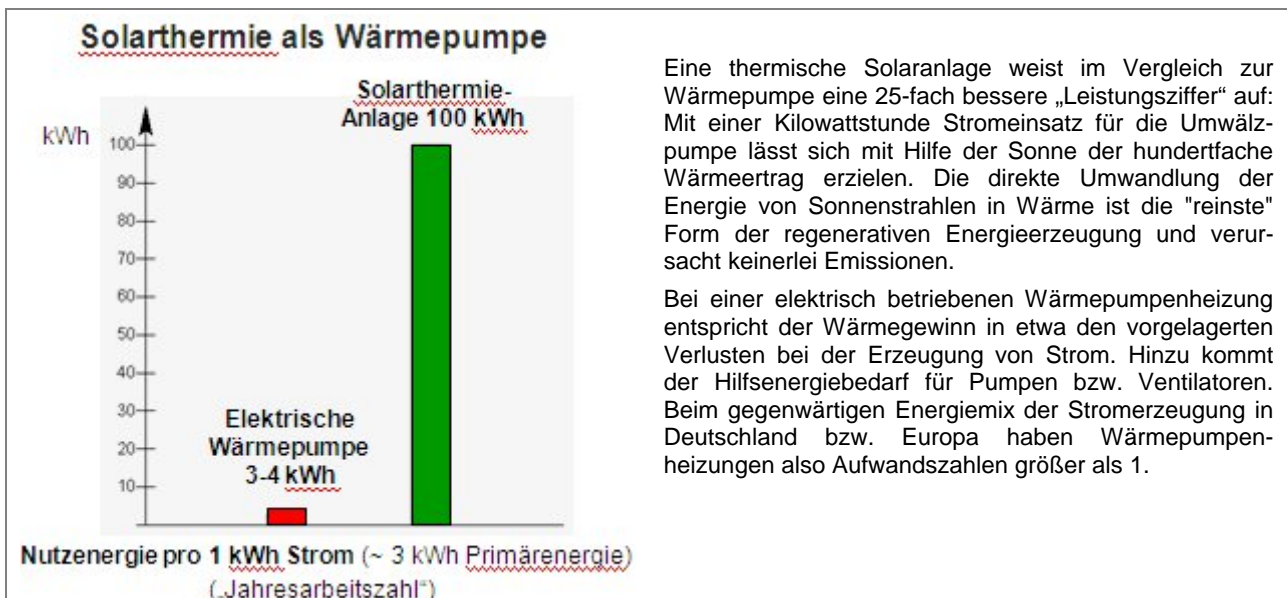 Solarthermie als Wärmepumpe
Solarthermie-
Anlage 100 kWh
kWh
100
90
80
70
60
50
40
30
20
10
Elektrische
Wärmepumpe
3-4 kWh
Nutzenergie pro 1 kWh Strom (~ 3 kWh Primärenergie)
(„Jahresarbeitszahl“)
Eine thermische Solaranlage weist im Vergleich zur
Wärmepumpe eine 25-fach bessere „Leistungsziffer“ auf:
Mit einer Kilowattstunde Stromeinsatz für die Umwälz-
pumpe lässt sich mit Hilfe der Sonne der hundertfache
Wärmeertrag erzielen. Die direkte Umwandlung der
Energie von Sonnenstrahlen in Wärme ist die "reinste"
Form der regenerativen Energieerzeugung und verur-
sacht keinerlei Emissionen.
Bei einer elektrisch betriebenen Wärmepumpenheizung
entspricht der Wärmegewinn in etwa den vorgelagerten
Verlusten bei der Erzeugung von Strom. Hinzu kommt
der Hilfsenergiebedarf für Pumpen bzw. Ventilatoren.
Beim gegenwärtigen Energiemix der Stromerzeugung in
Deutschland bzw. Europa haben Wärmepumpen-
heizungen also Aufwandszahlen größer als 1.